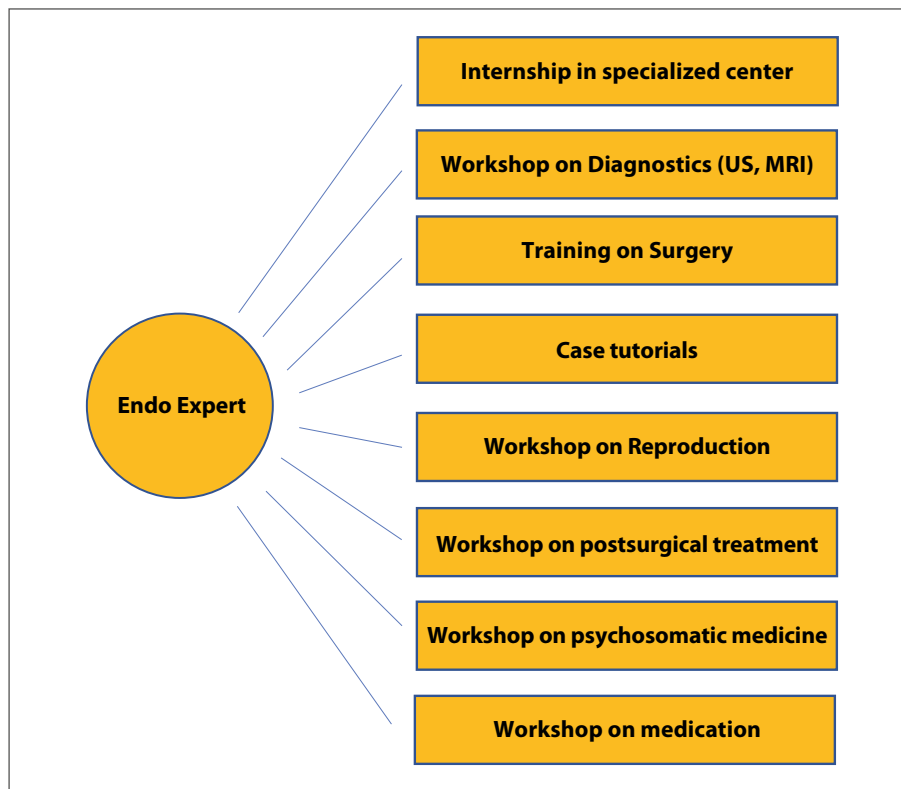 Internship in specialized center
Workshop on Diagnostics (US, MRI)
Training on Surgery
Case tutorials
Endo Expert
Workshop on Reproduction
Workshop on postsurgical treatment
Workshop on psychosomatic medicine
Workshop on medication